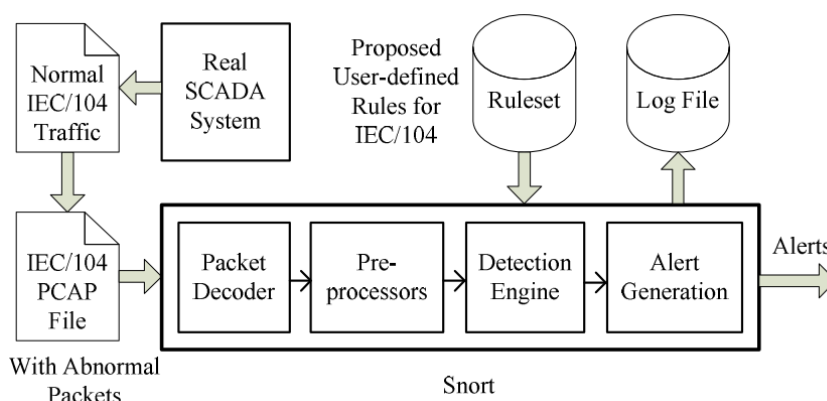 Normal
IEC/104
Traffic
Real
SCADA
System
Proposed
User-defined
Rules for
IEC/104
Ruleset
Log File
IEC/104
PCAP
File
With Abnormal
Packets
Packet
Decoder
Pre-
processors
Detection
Engine
Alert
Generation
Alerts
Snort